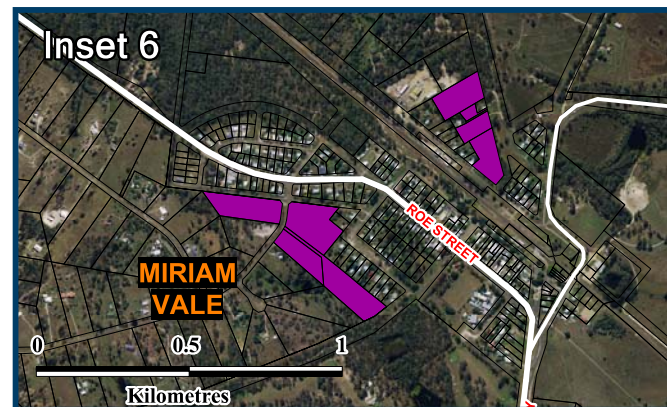 Inset 6
ROE STREET
MIRIAM
VALE
0 0.5 1
Kilometres